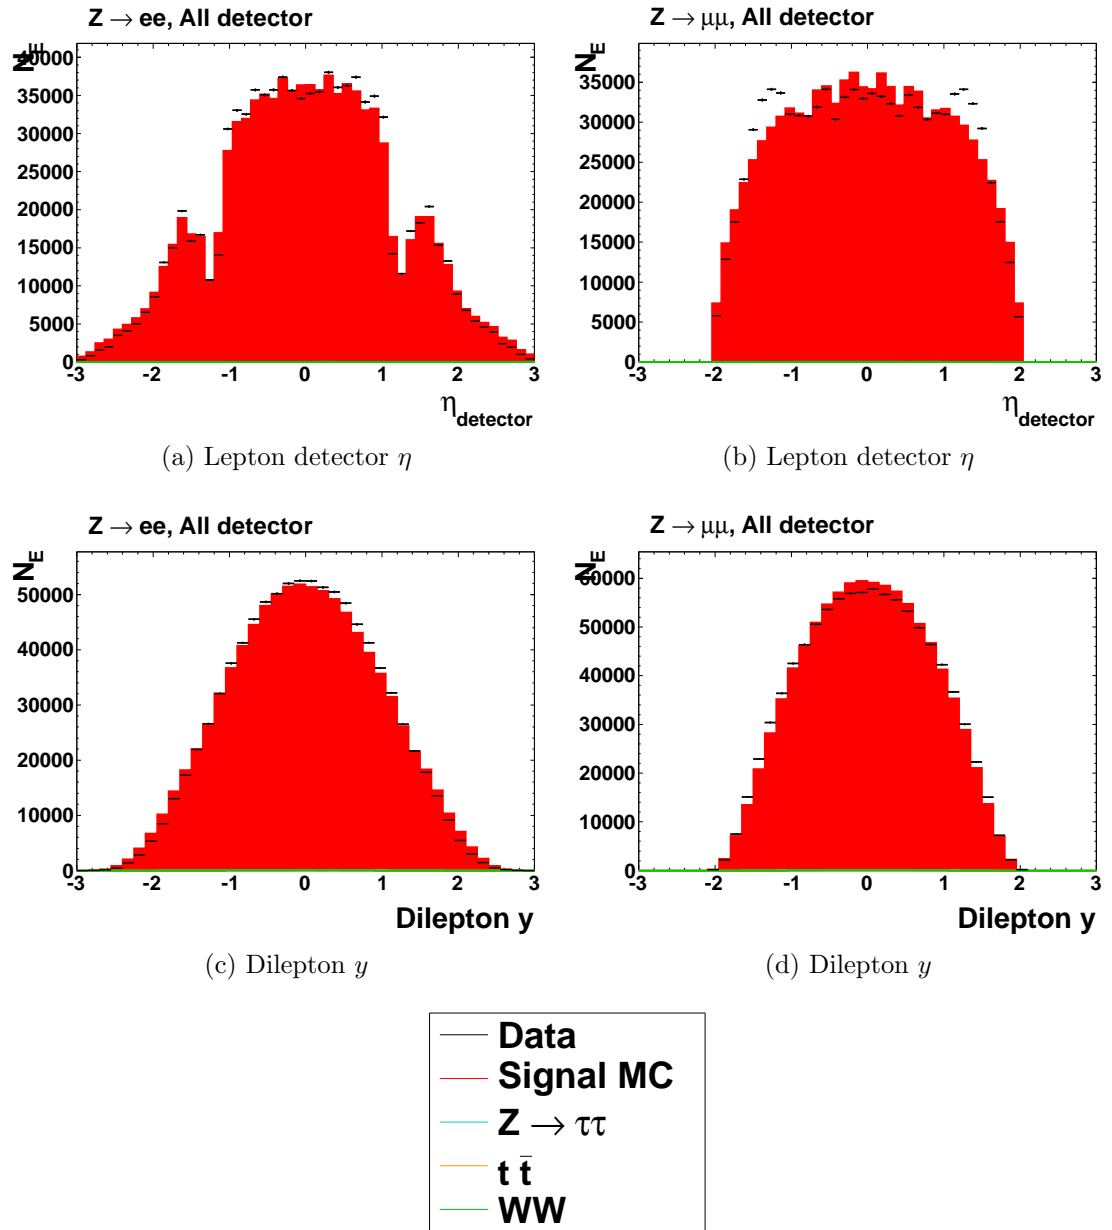 Z → ee, All detector
N_E
40000
35000
30000
25000
20000
15000
10000
5000
0
-3 -2 -1 0 1 2 3
η_detector
(a) Lepton detector η
Z → μμ, All detector
N_E
35000
30000
25000
20000
15000
10000
5000
0
-3 -2 -1 0 1 2 3
η_detector
(b) Lepton detector η
Z → ee, All detector
N_E
50000
40000
30000
20000
10000
0
-3 -2 -1 0 1 2 3
Dilepton y
(c) Dilepton y
Z → μμ, All detector
N_E
60000
50000
40000
30000
20000
10000
0
-3 -2 -1 0 1 2 3
Dilepton y
(d) Dilepton y
Data
Signal MC
Z → ττ
t t̄
WW